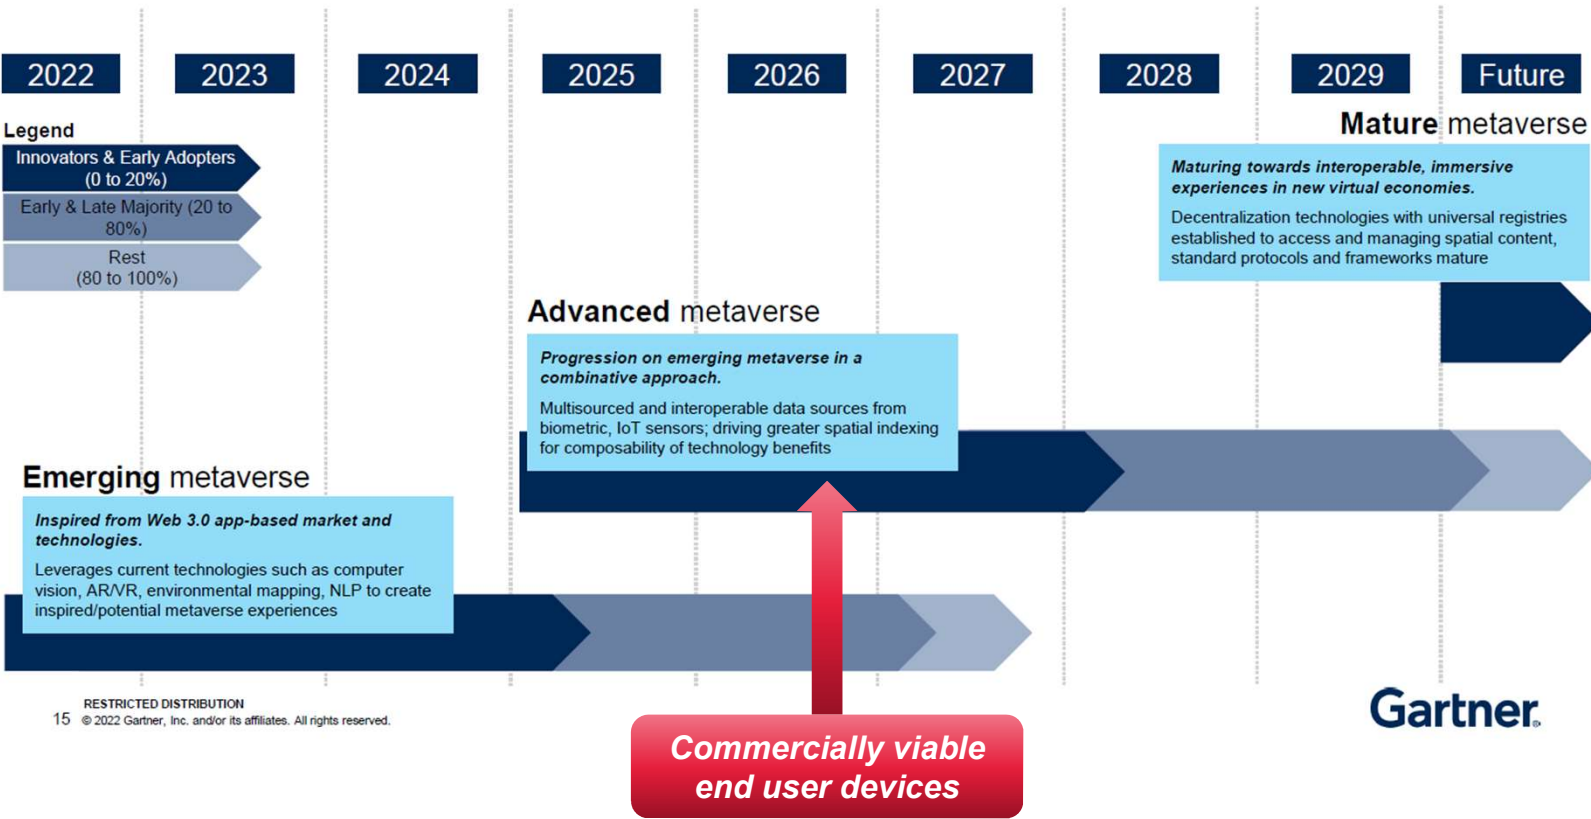 2022 2023 2024 2025 2026 2027 2028 2029 Future
Legend
Innovators & Early Adopters
(0 to 20%)
Early & Late Majority (20 to
80%)
Rest
(80 to 100%)
Mature metaverse
Maturing towards interoperable, immersive
experiences in new virtual economies.
Decentralization technologies with universal registries
established to access and managing spatial content,
standard protocols and frameworks mature
Advanced metaverse
Progression on emerging metaverse in a
combinative approach.
Multisourced and interoperable data sources from
biometric, IoT sensors; driving greater spatial indexing
for composability of technology benefits
Emerging metaverse
Inspired from Web 3.0 app-based market and
technologies.
Leverages current technologies such as computer
vision, AR/VR, environmental mapping, NLP to create
inspired/potential metaverse experiences
RESTRICTED DISTRIBUTION
15 © 2022 Gartner, Inc. and/or its affiliates. All rights reserved.
Gartner®
Commercially viable
end user devices